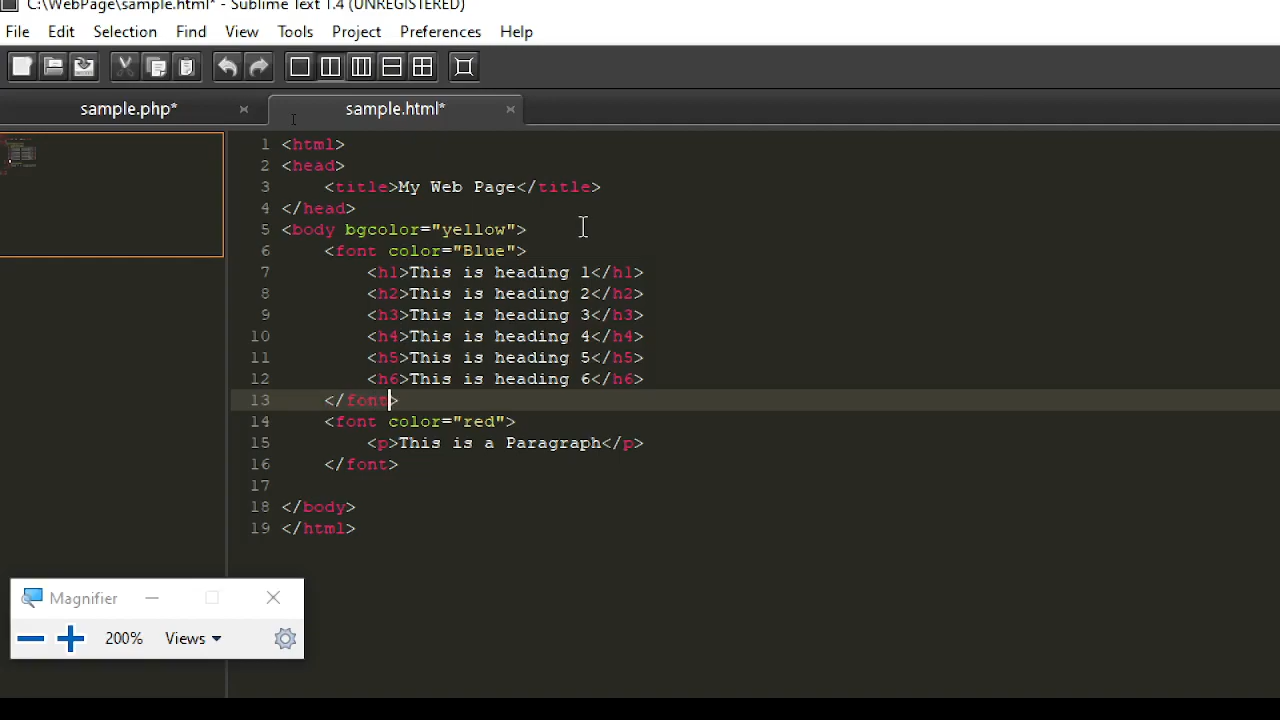 C:\WebPage\sample.html* - Sublime Text 1.4 (UNREGISTERED)
File Edit Selection Find View Tools Project Preferences Help
sample.php* × sample.html* ×
1 <html>
2 <head>
3     <title>My Web Page</title>
4 </head>
5 <body bgcolor="yellow">
6     <font color="Blue">
7         <h1>This is heading 1</h1>
8         <h2>This is heading 2</h2>
9         <h3>This is heading 3</h3>
10         <h4>This is heading 4</h4>
11         <h5>This is heading 5</h5>
12         <h6>This is heading 6</h6>
13     </font>
14     <font color="red">
15         <p>This is a Paragraph</p>
16     </font>
17
18 </body>
19 </html>
Magnifier
200% Views